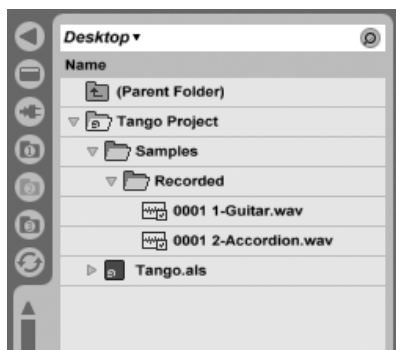 Desktop
Name
(Parent Folder)
Tango Project
Samples
Recorded
0001 1-Guitar.wav
0001 2-Accordion.wav
Tango.als